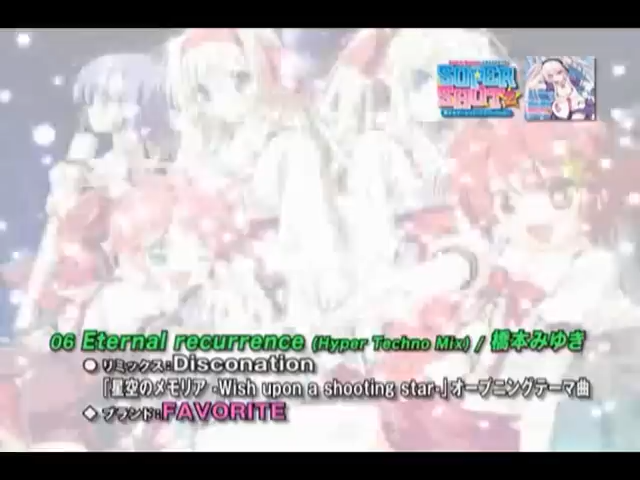 SUPER
SHOT2
06 Eternal recurrence (Hyper Techno Mix) / 橋本みゆき
●リミックス:Disconation
「星空のメモリア -Wish upon a shooting star-」オープニングテーマ曲
◆ブランド:FAVORITE